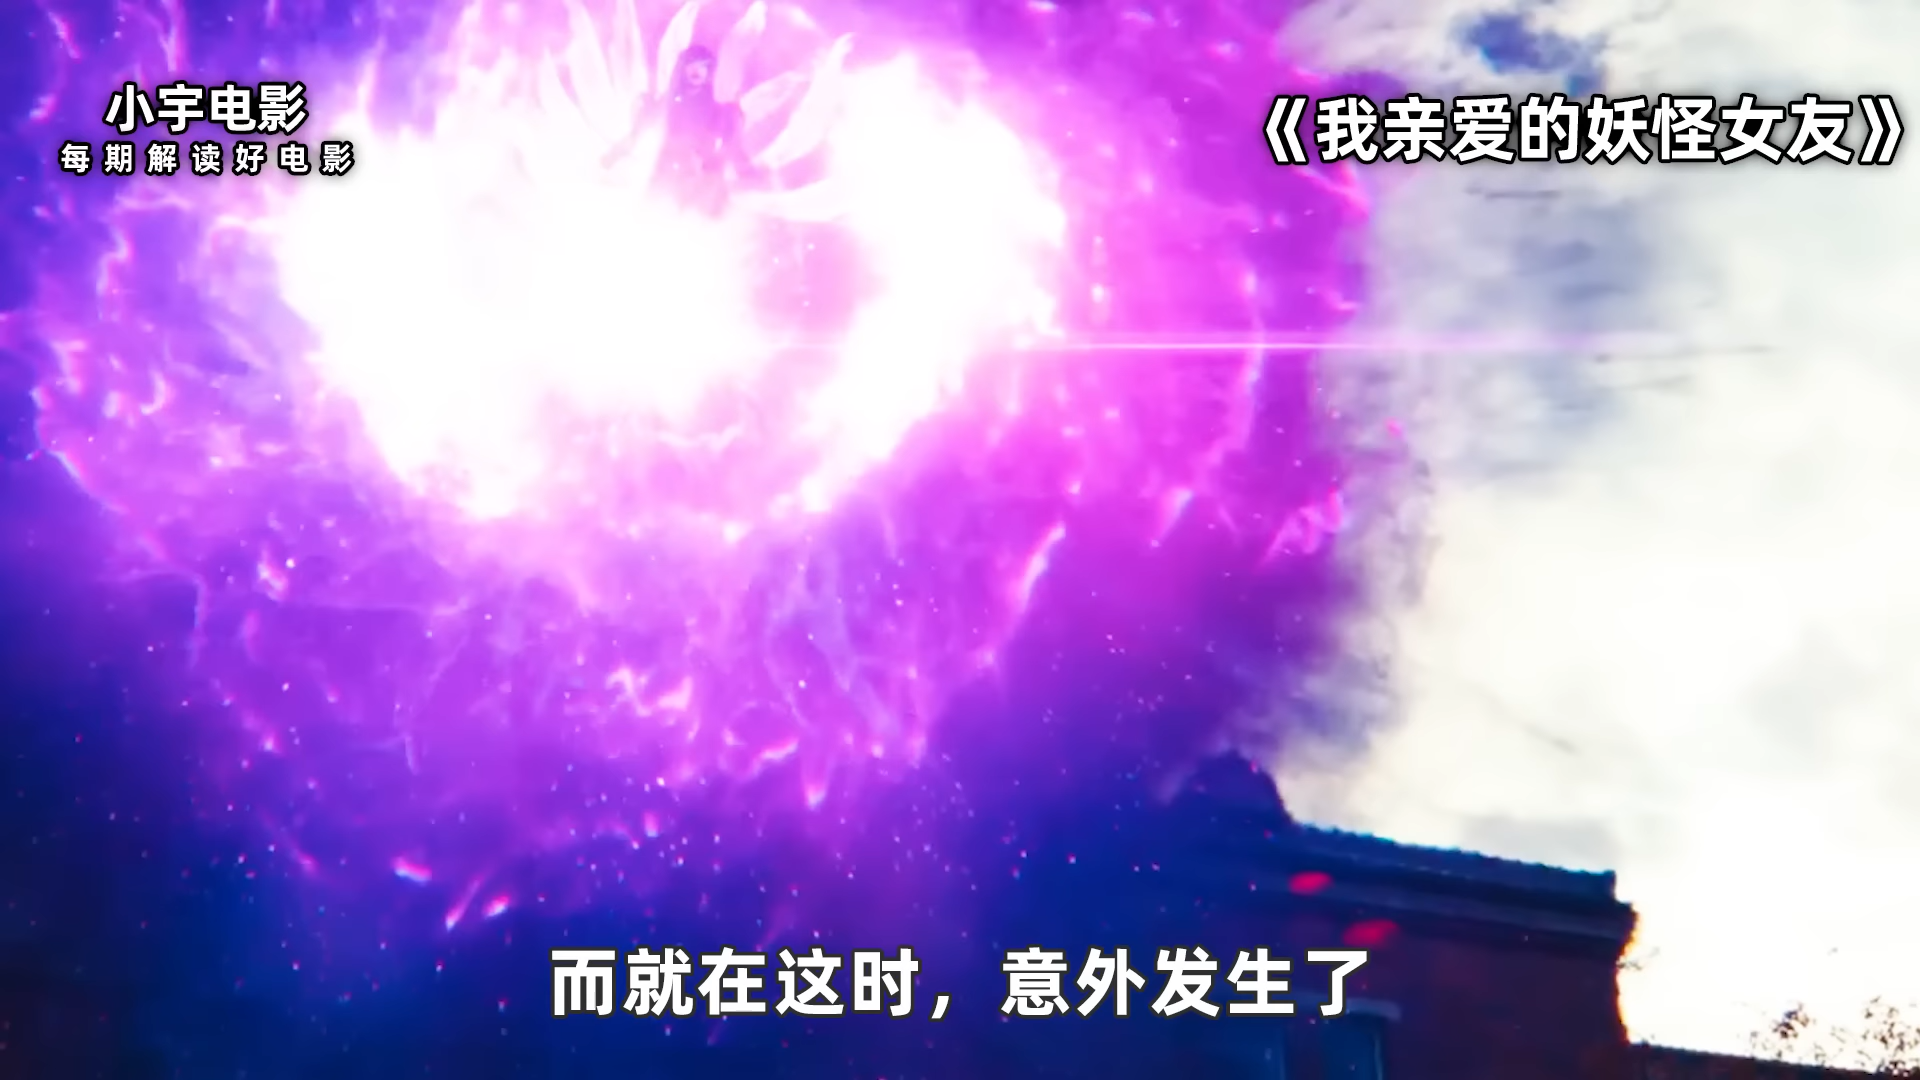 小宇电影
每期解读好电影
《我亲爱的妖怪女友》
而就在这时，意外发生了